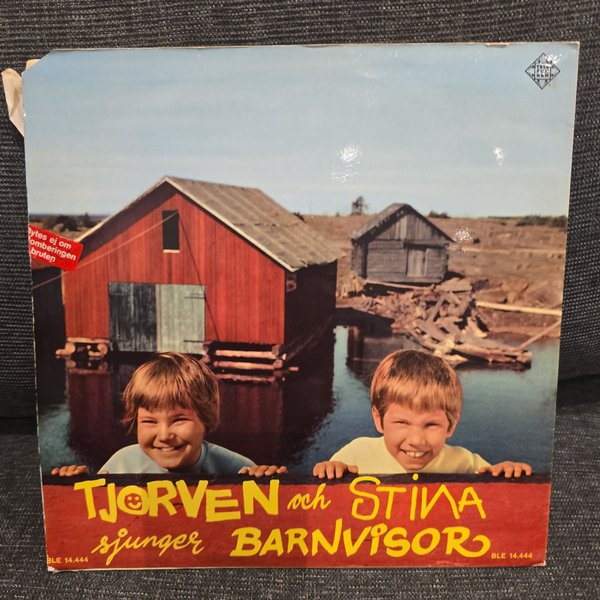 Bytes ej om
plomberingen
bruten
TJORVEN och STINA
sjunger BARNVISOR
BLE 14.444
BLE 14.444